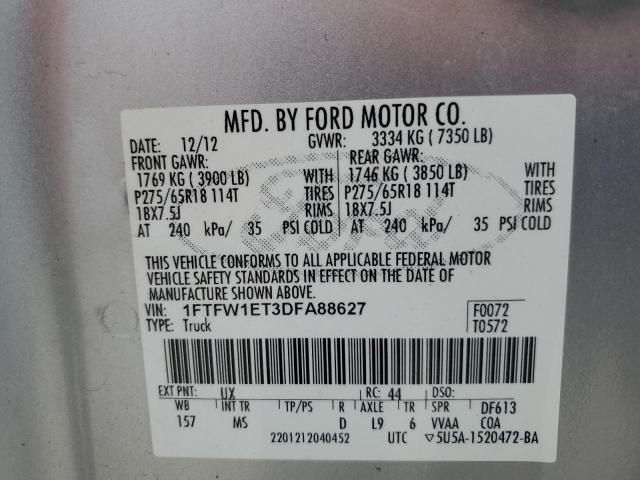 MFD. BY FORD MOTOR CO.
DATE: 12/12 GVWR: 3334 KG ( 7350 LB)
FRONT GAWR: REAR GAWR:
1769 KG ( 3900 LB) WITH 1746 KG ( 3850 LB) WITH
P275/65R18 114T TIRES P275/65R18 114T TIRES
18X7.5J RIMS 18X7.5J RIMS
AT 240 kPa/ 35 PSI COLD AT 240 kPa/ 35 PSI COLD
THIS VEHICLE CONFORMS TO ALL APPLICABLE FEDERAL MOTOR
VEHICLE SAFETY STANDARDS IN EFFECT ON THE DATE OF
MANUFACTURE SHOWN ABOVE.
VIN: 1FTFW1ET3DFA88627 F0072
TYPE: Truck T0572
EXT PNT: UX RC: 44 DSO:
WB INT TR TP/PS R AXLE TR SPR DF613
157 MS D L9 6 VVAA COA
2201212040452 UTC ▽5U5A-1520472-BA